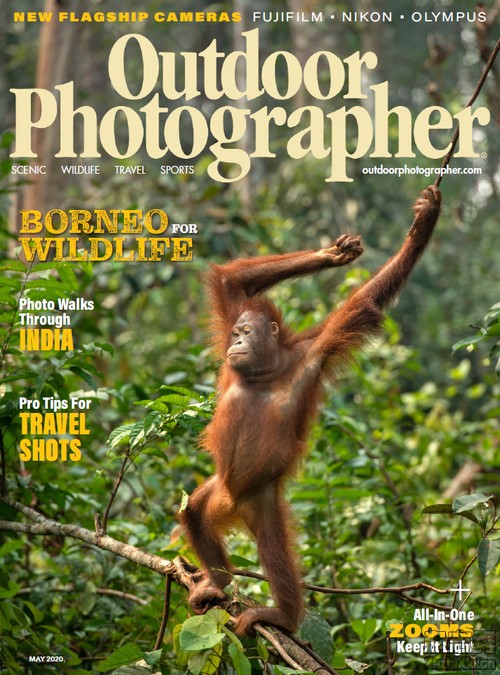 NEW FLAGSHIP CAMERAS FUJIFILM • NIKON • OLYMPUS
Outdoor
Photographer®
SCENIC WILDLIFE TRAVEL SPORTS outdoorphotographer.com
BORNEO FOR
WILDLIFE
Photo Walks
Through
INDIA
Pro Tips For
TRAVEL
SHOTS
+
All-In-One
ZOOMS
Keep It Light
MAY 2020